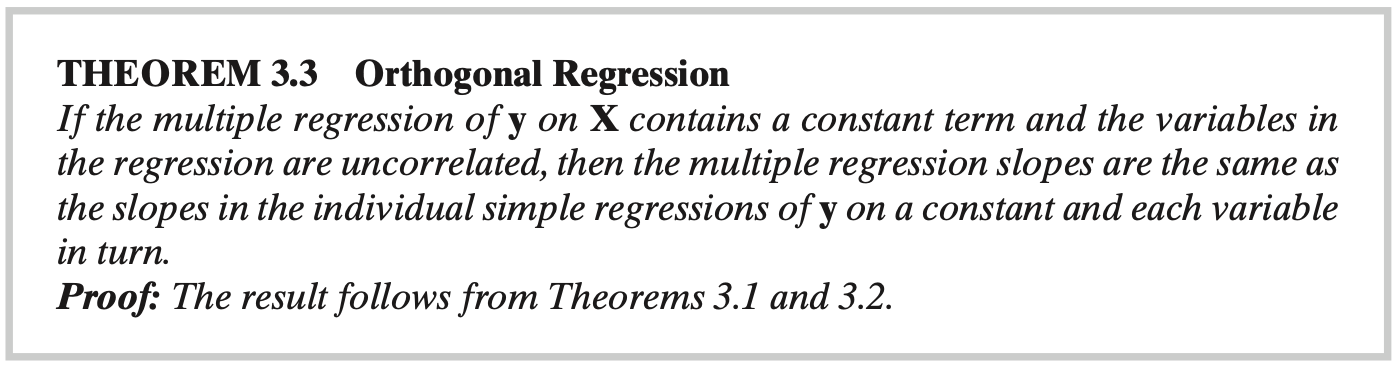 THEOREM 3.3 Orthogonal Regression
If the multiple regression of y on X contains a constant term and the variables in
the regression are uncorrelated, then the multiple regression slopes are the same as
the slopes in the individual simple regressions of y on a constant and each variable
in turn.
Proof: The result follows from Theorems 3.1 and 3.2.